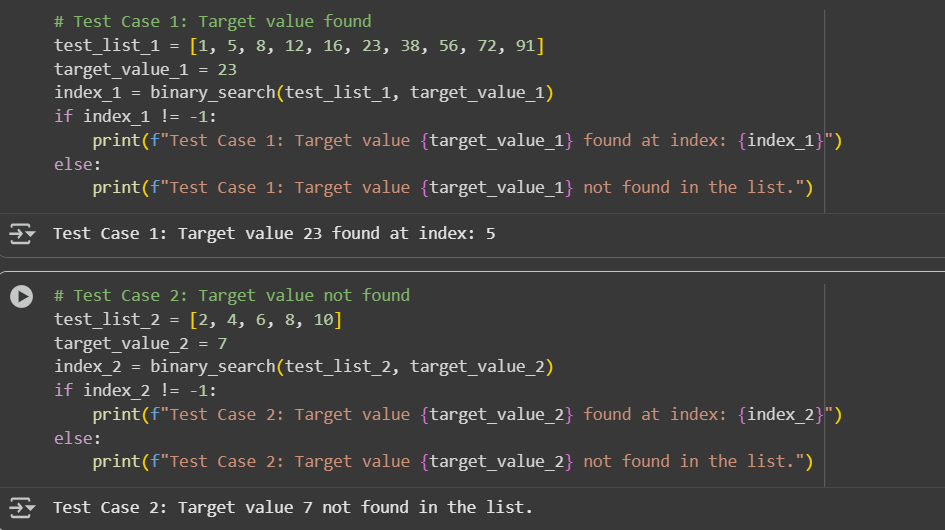 # Test Case 1: Target value found
test_list_1 = [1, 5, 8, 12, 16, 23, 38, 56, 72, 91]
target_value_1 = 23
index_1 = binary_search(test_list_1, target_value_1)
if index_1 != -1:
    print(f"Test Case 1: Target value {target_value_1} found at index: {index_1}")
else:
    print(f"Test Case 1: Target value {target_value_1} not found in the list.")
Test Case 1: Target value 23 found at index: 5
# Test Case 2: Target value not found
test_list_2 = [2, 4, 6, 8, 10]
target_value_2 = 7
index_2 = binary_search(test_list_2, target_value_2)
if index_2 != -1:
    print(f"Test Case 2: Target value {target_value_2} found at index: {index_2}")
else:
    print(f"Test Case 2: Target value {target_value_2} not found in the list.")
Test Case 2: Target value 7 not found in the list.